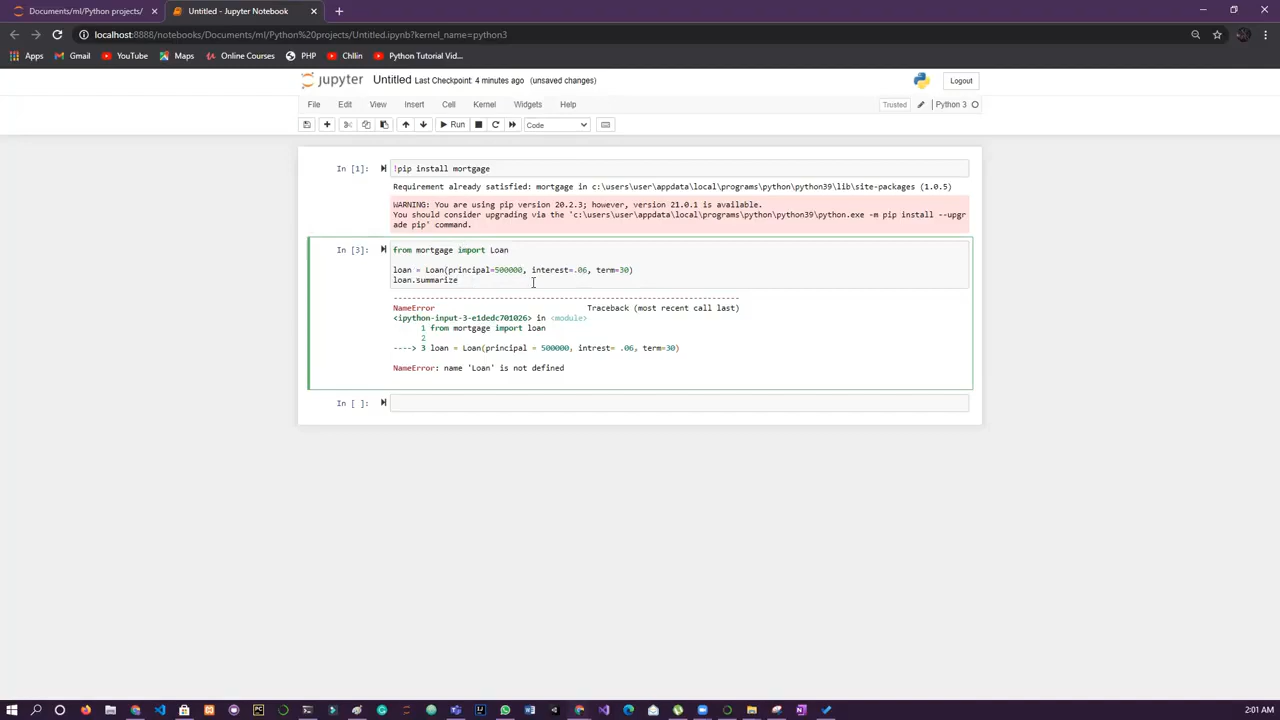 Documents/ml/Python projects/
Untitled - Jupyter Notebook
localhost:8888/notebooks/Documents/ml/Python%20projects/Untitled.ipynb?kernel_name=python3
Apps Gmail YouTube Maps Online Courses PHP Chllin Python Tutorial Vid...
jupyter Untitled Last Checkpoint: 4 minutes ago (unsaved changes)
Logout
File Edit View Insert Cell Kernel Widgets Help
Trusted Python 3
Run Code
In [1]: !pip install mortgage
Requirement already satisfied: mortgage in c:\users\user\appdata\local\programs\python\python39\lib\site-packages (1.0.5)
WARNING: You are using pip version 20.2.3; however, version 21.0.1 is available.
You should consider upgrading via the 'c:\users\user\appdata\local\programs\python\python39\python.exe -m pip install --upgr
ade pip' command.
In [3]: from mortgage import Loan
loan = Loan(principal=500000, interest=.06, term=30)
loan.summarize
---------------------------------------------------------------------------
NameError Traceback (most recent call last)
<ipython-input-3-e1dedc701026> in <module>
1 from mortgage import loan
2
----> 3 loan = Loan(principal = 500000, intrest= .06, term=30)
NameError: name 'Loan' is not defined
In [ ]:
2:01 AM